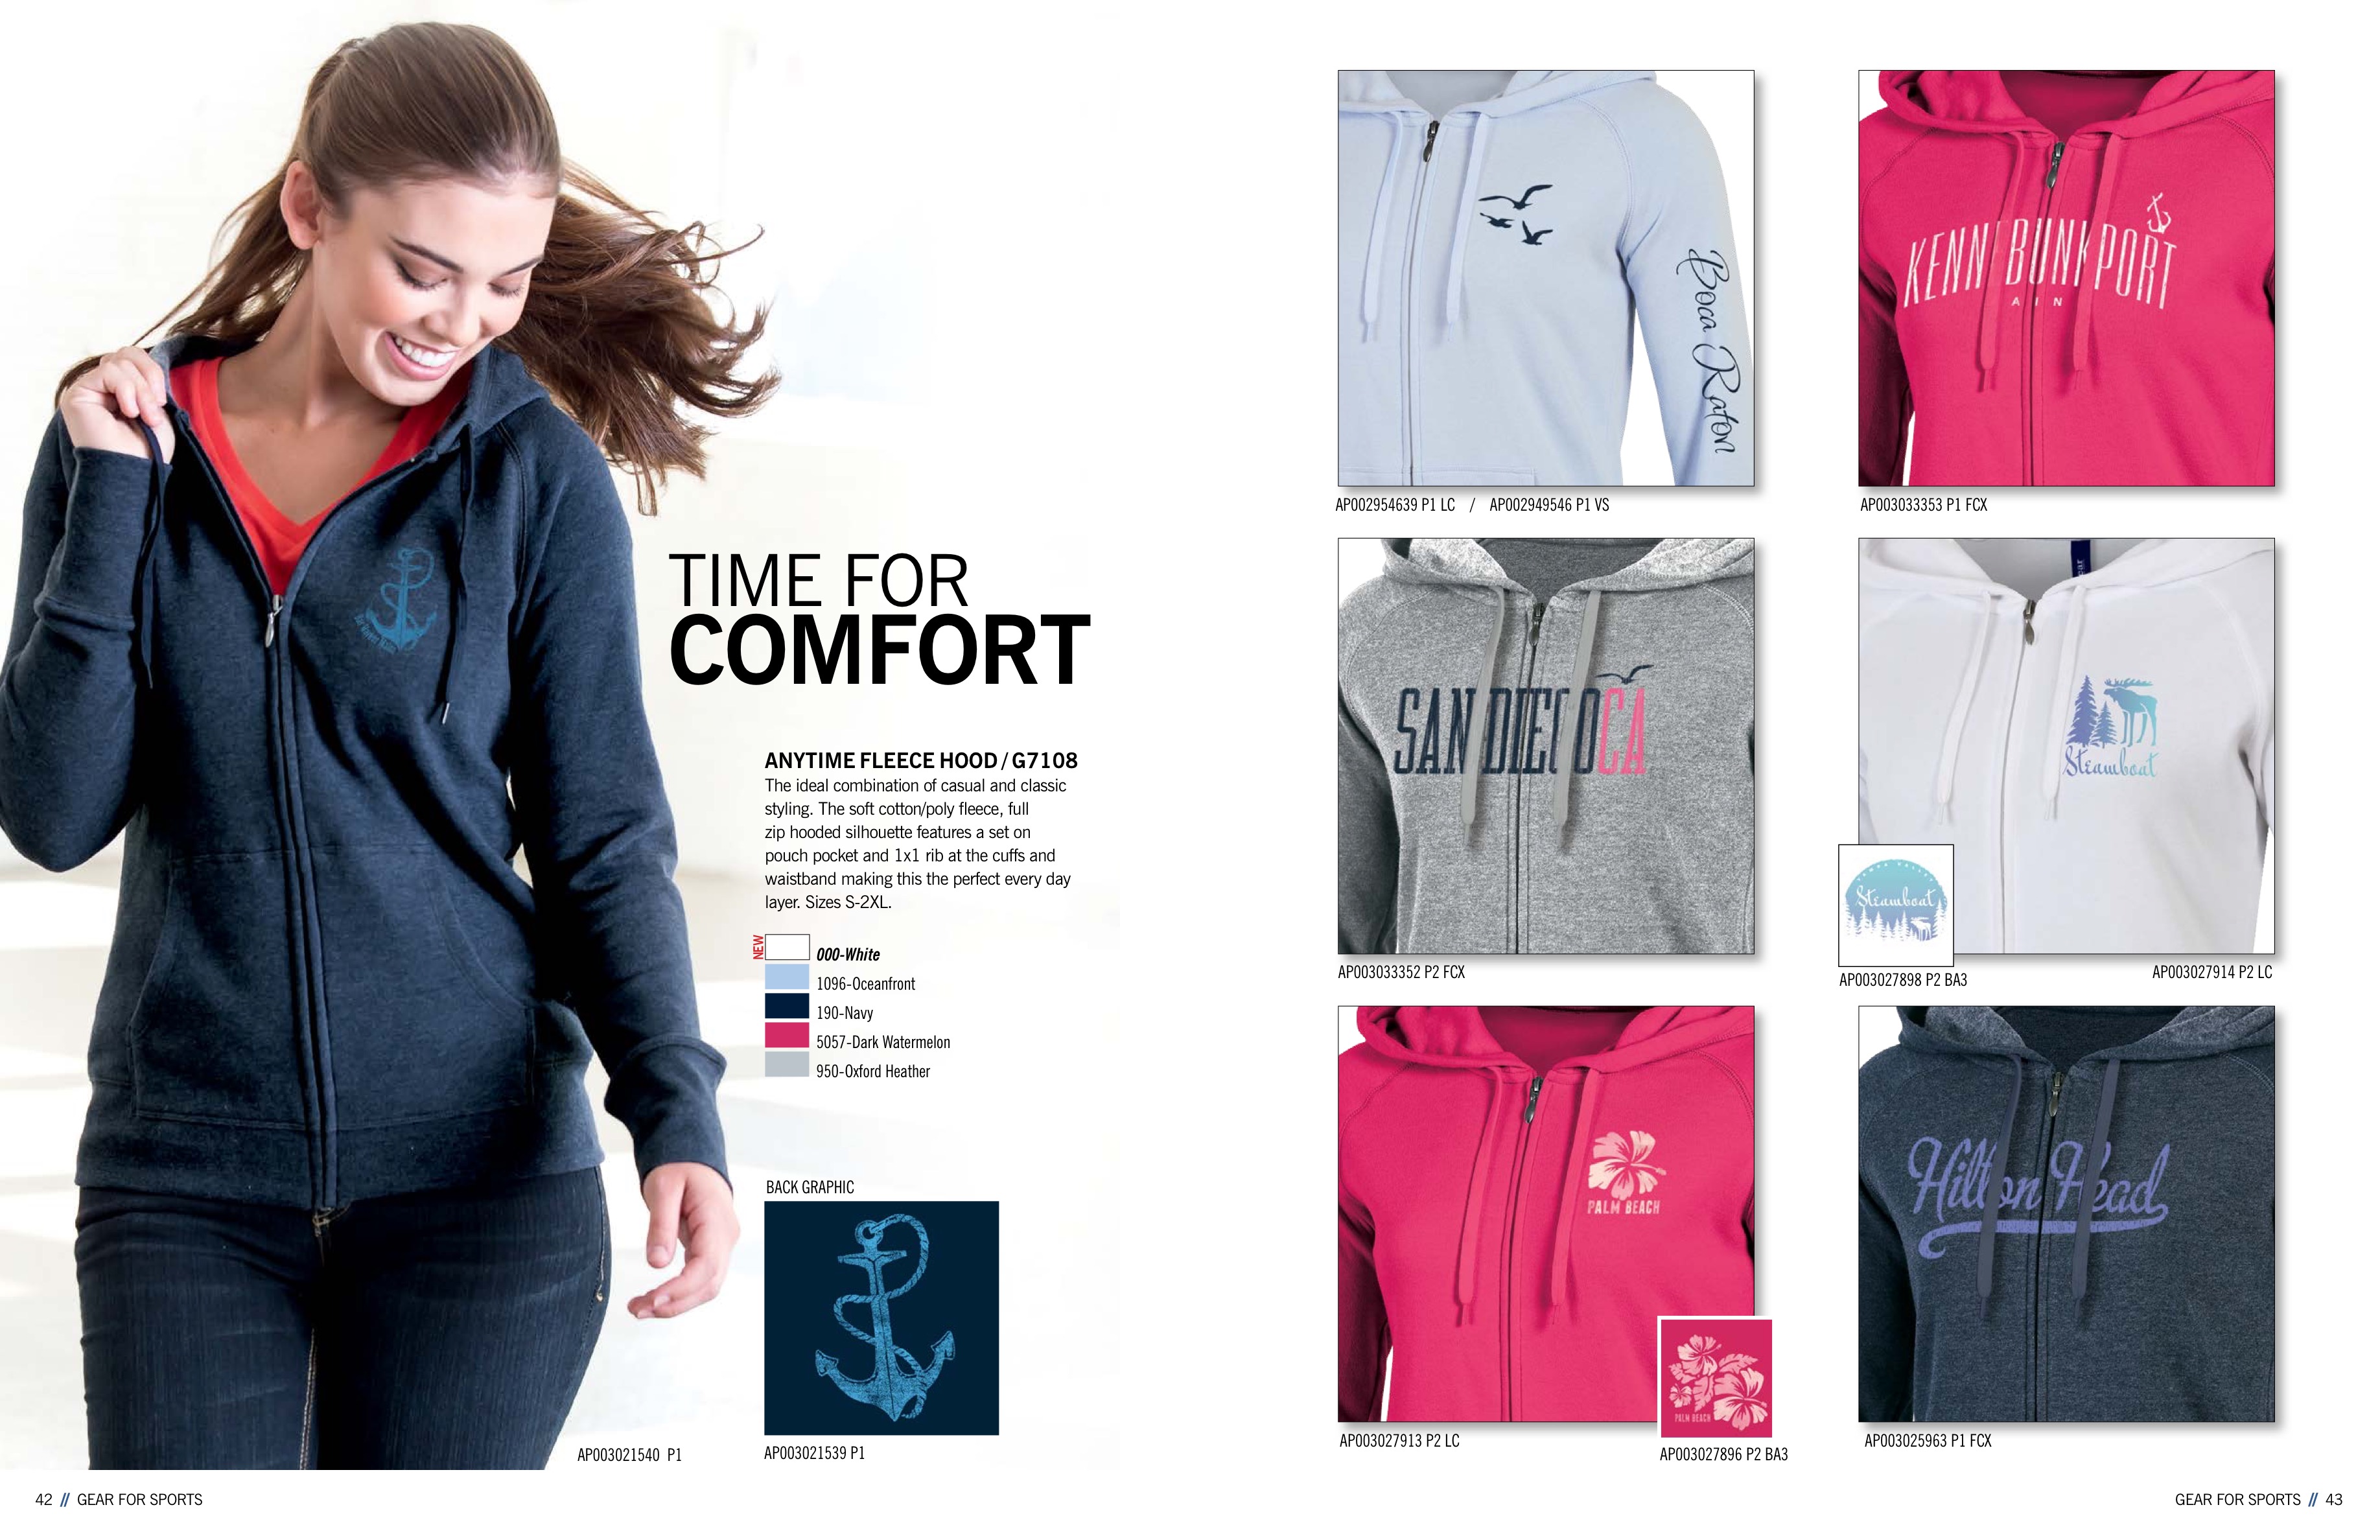 TIME FOR
COMFORT
ANYTIME FLEECE HOOD / G7108
The ideal combination of casual and classic
styling. The soft cotton/poly fleece, full
zip hooded silhouette features a set on
pouch pocket and 1x1 rib at the cuffs and
waistband making this the perfect every day
layer. Sizes S-2XL.
NEW
000-White
1096-Oceanfront
190-Navy
5057-Dark Watermelon
950-Oxford Heather
BACK GRAPHIC
AP003021540 P1
AP003021539 P1
42 // GEAR FOR SPORTS
Boca Raton
AP002954639 P1 LC / AP002949546 P1 VS
KENNEBUNKPORT
AP003033353 P1 FCX
SAN DIEGO CA
AP003033352 P2 FCX
Steamboat
Steamboat
AP003027898 P2 BA3
AP003027914 P2 LC
PALM BEACH
PALM BEACH
AP003027913 P2 LC
AP003027896 P2 BA3
Hilton Head
AP003025963 P1 FCX
GEAR FOR SPORTS // 43